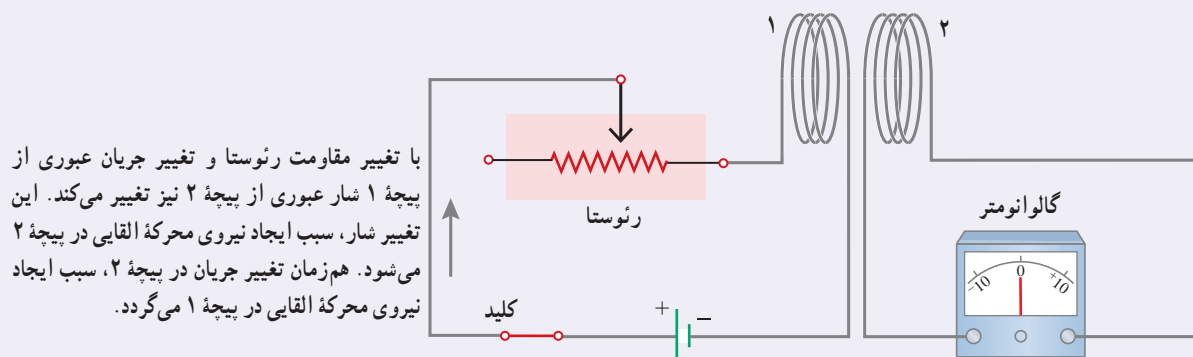 ۱
۲
با تغییر مقاومت رئوستا و تغییر جریان عبوری از
پیچهٔ ۱ شار عبوری از پیچهٔ ۲ نیز تغییر می‌کند. این
تغییر شار، سبب ایجاد نیروی محرکهٔ القایی در پیچهٔ ۲
می‌شود. هم‌زمان تغییر جریان در پیچهٔ ۲، سبب ایجاد
نیروی محرکهٔ القایی در پیچهٔ ۱ می‌گردد.
رئوستا
گالوانومتر
-10 0 +10
کلید
+ −